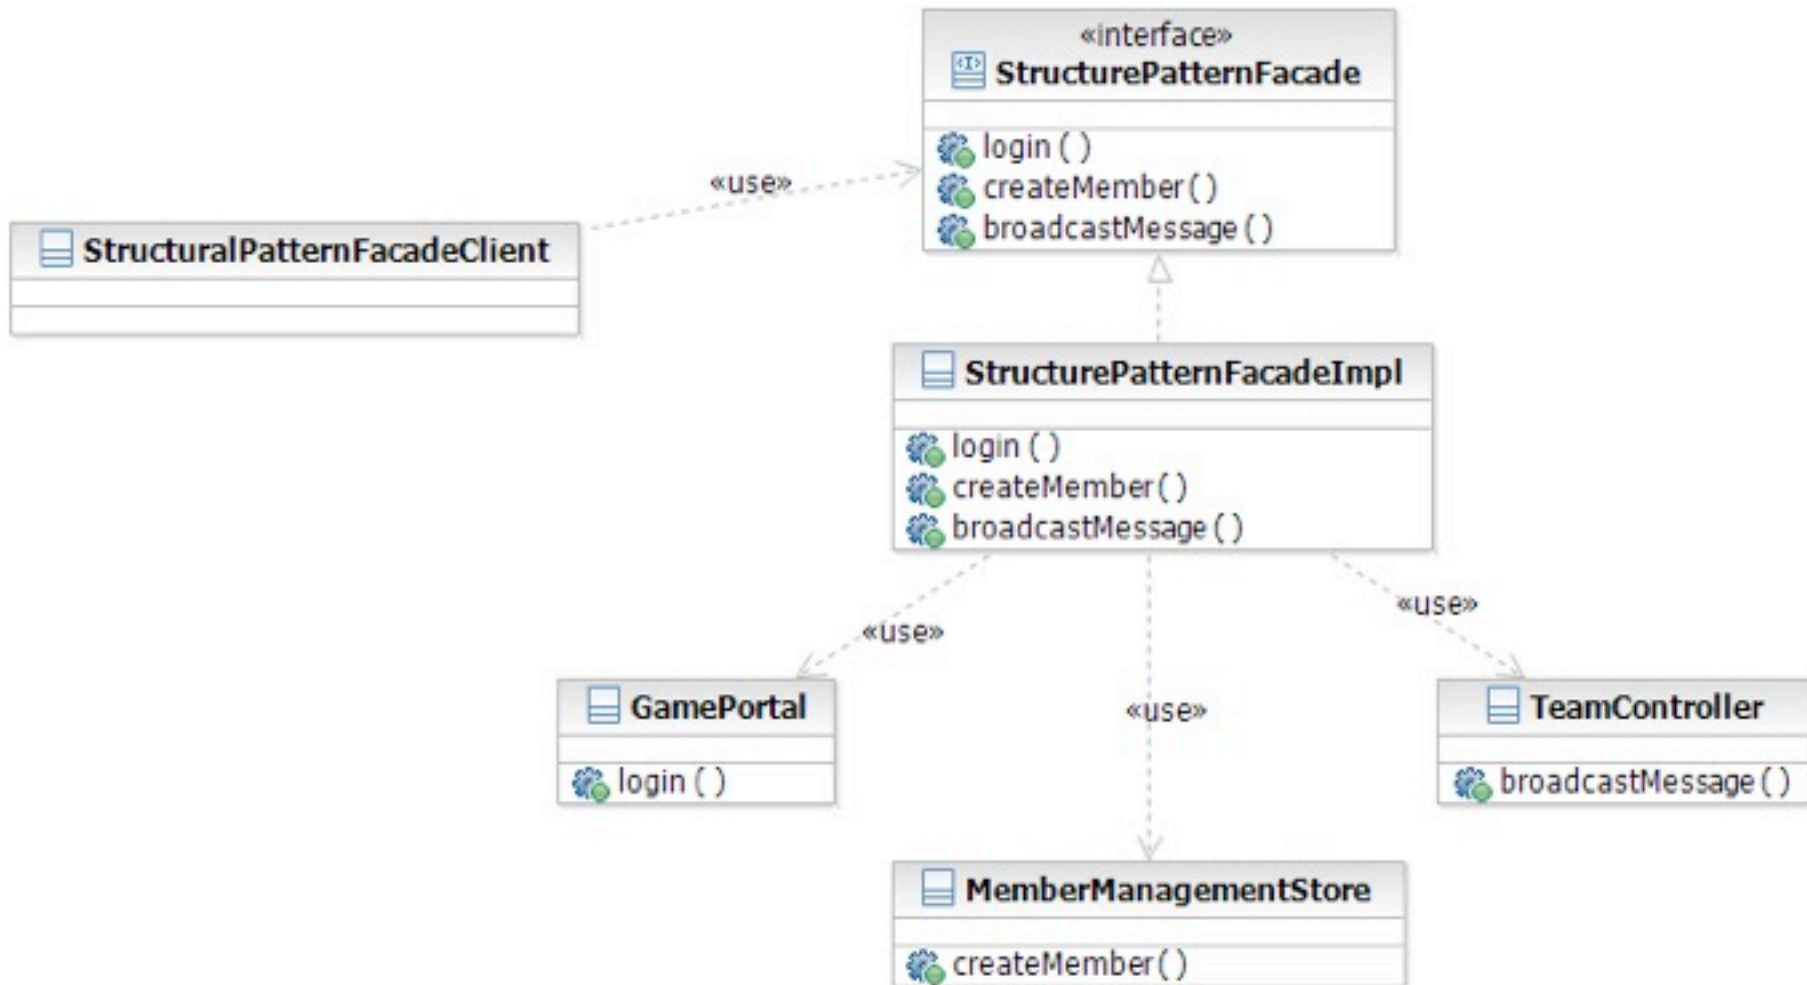 «interface»
StructurePatternFacade
login ( )
createMember ( )
broadcastMessage ( )
«use»
StructuralPatternFacadeClient
StructurePatternFacadeImpl
login ( )
createMember ( )
broadcastMessage ( )
«use»
«use»
«use»
GamePortal
login ( )
TeamController
broadcastMessage ( )
MemberManagementStore
createMember ( )